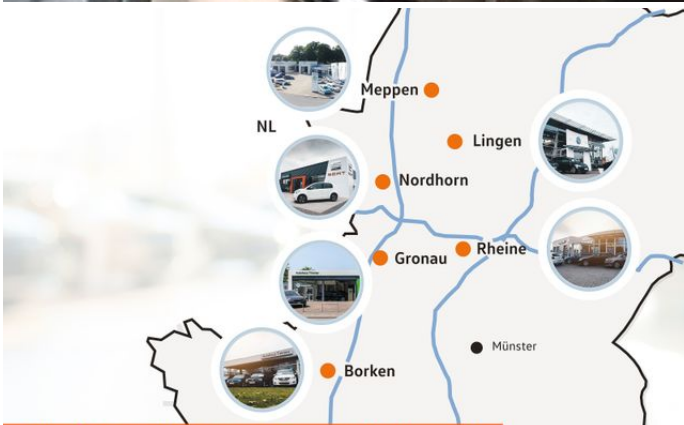 Meppen
NL
Lingen
Nordhorn
Gronau
Rheine
Münster
Borken